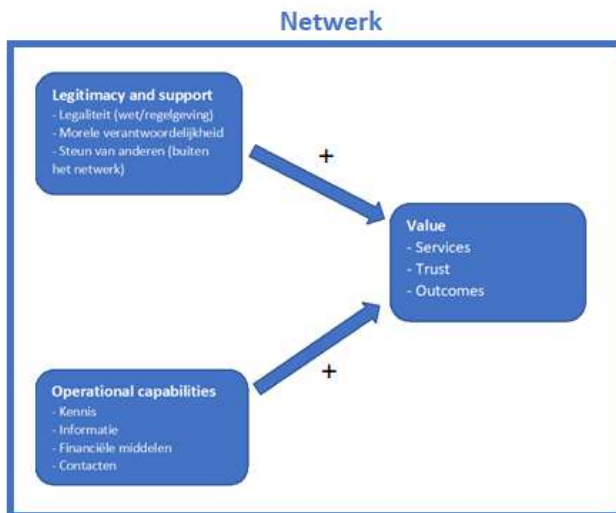 Netwerk
Legitimacy and support
- Legaliteit (wet/regelgeving)
- Morele verantwoordelijkheid
- Steun van anderen (buiten
het netwerk)
+
Value
- Services
- Trust
- Outcomes
+
Operational capabilities
- Kennis
- Informatie
- Financiële middelen
- Contacten